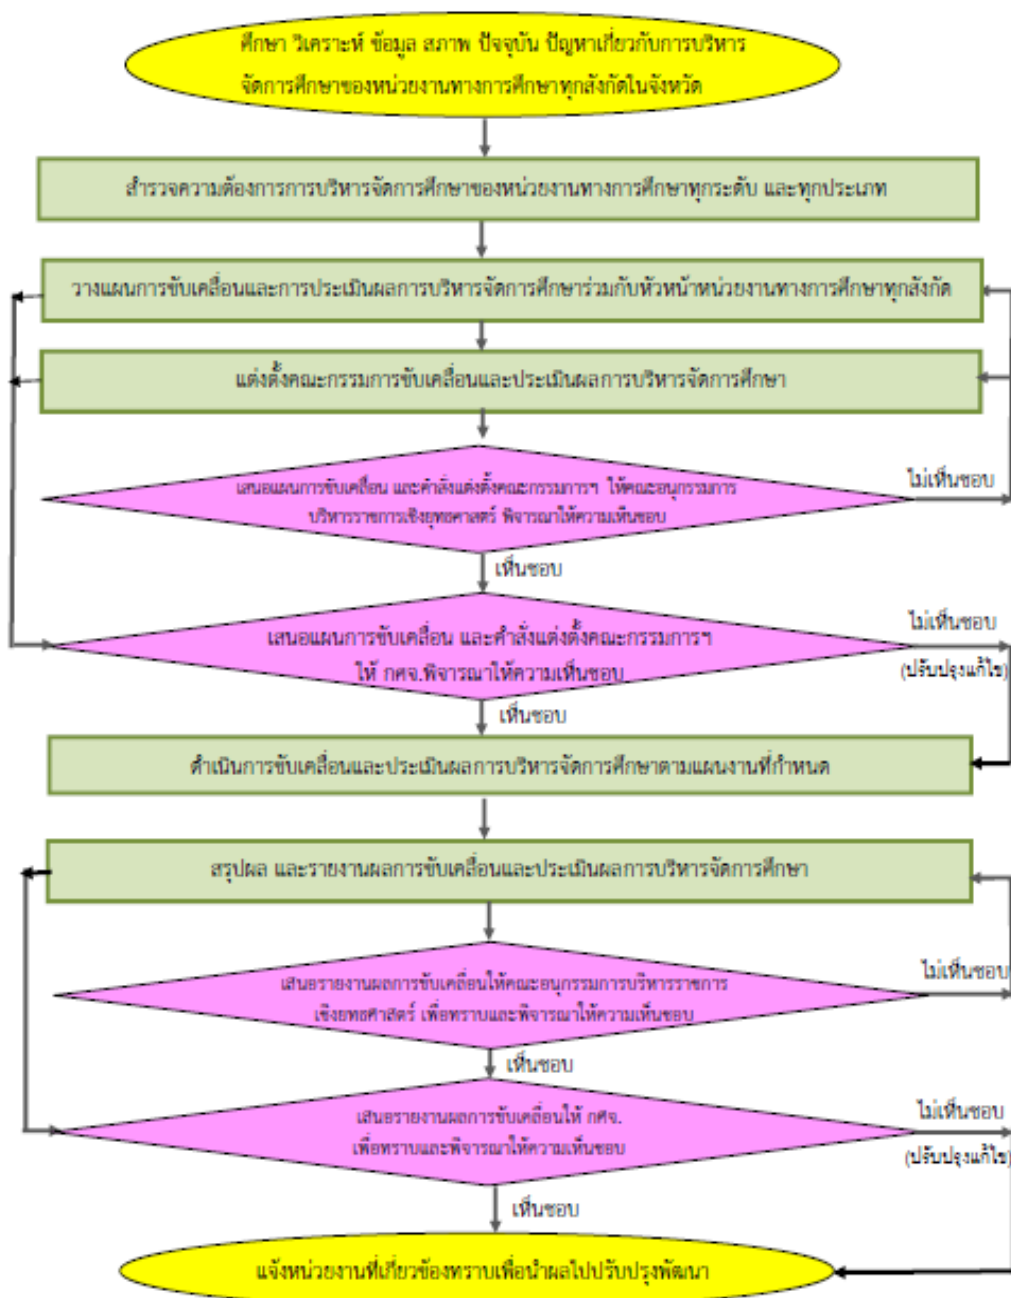 ศึกษา วิเคราะห์ ข้อมูล สภาพ ปัจจุบัน ปัญหาเกี่ยวกับการบริหาร
จัดการศึกษาของหน่วยงานทางการศึกษาทุกสังกัดในจังหวัด
สำรวจความต้องการการบริหารจัดการศึกษาของหน่วยงานทางการศึกษาทุกระดับ และทุกประเภท
วางแผนการขับเคลื่อนและการประเมินผลการบริหารจัดการศึกษาร่วมกับหัวหน้าหน่วยงานทางการศึกษาทุกสังกัด
แต่งตั้งคณะกรรมการขับเคลื่อนและประเมินผลการบริหารจัดการศึกษา
เสนอแผนการขับเคลื่อน และคำสั่งแต่งตั้งคณะกรรมการฯ ให้คณะอนุกรรมการ
บริหารราชการเชิงยุทธศาสตร์ พิจารณาให้ความเห็นชอบ
ไม่เห็นชอบ
เห็นชอบ
เสนอแผนการขับเคลื่อน และคำสั่งแต่งตั้งคณะกรรมการฯ
ให้ กศจ.พิจารณาให้ความเห็นชอบ
ไม่เห็นชอบ
(ปรับปรุงแก้ไข)
เห็นชอบ
ดำเนินการขับเคลื่อนและประเมินผลการบริหารจัดการศึกษาตามแผนงานที่กำหนด
สรุปผล และรายงานผลการขับเคลื่อนและประเมินผลการบริหารจัดการศึกษา
เสนอรายงานผลการขับเคลื่อนให้คณะอนุกรรมการบริหารราชการ
เชิงยทธศาสตร์ เพื่อทราบและพิจารณาให้ความเห็นชอบ
ไม่เห็นชอบ
เห็นชอบ
เสนอรายงานผลการขับเคลื่อนให้ กศจ.
เพื่อทราบและพิจารณาให้ความเห็นชอบ
ไม่เห็นชอบ
(ปรับปรุงแก้ไข)
เห็นชอบ
แจ้งหน่วยงานที่เกี่ยวข้องทราบเพื่อนำผลไปปรับปรุงพัฒนา